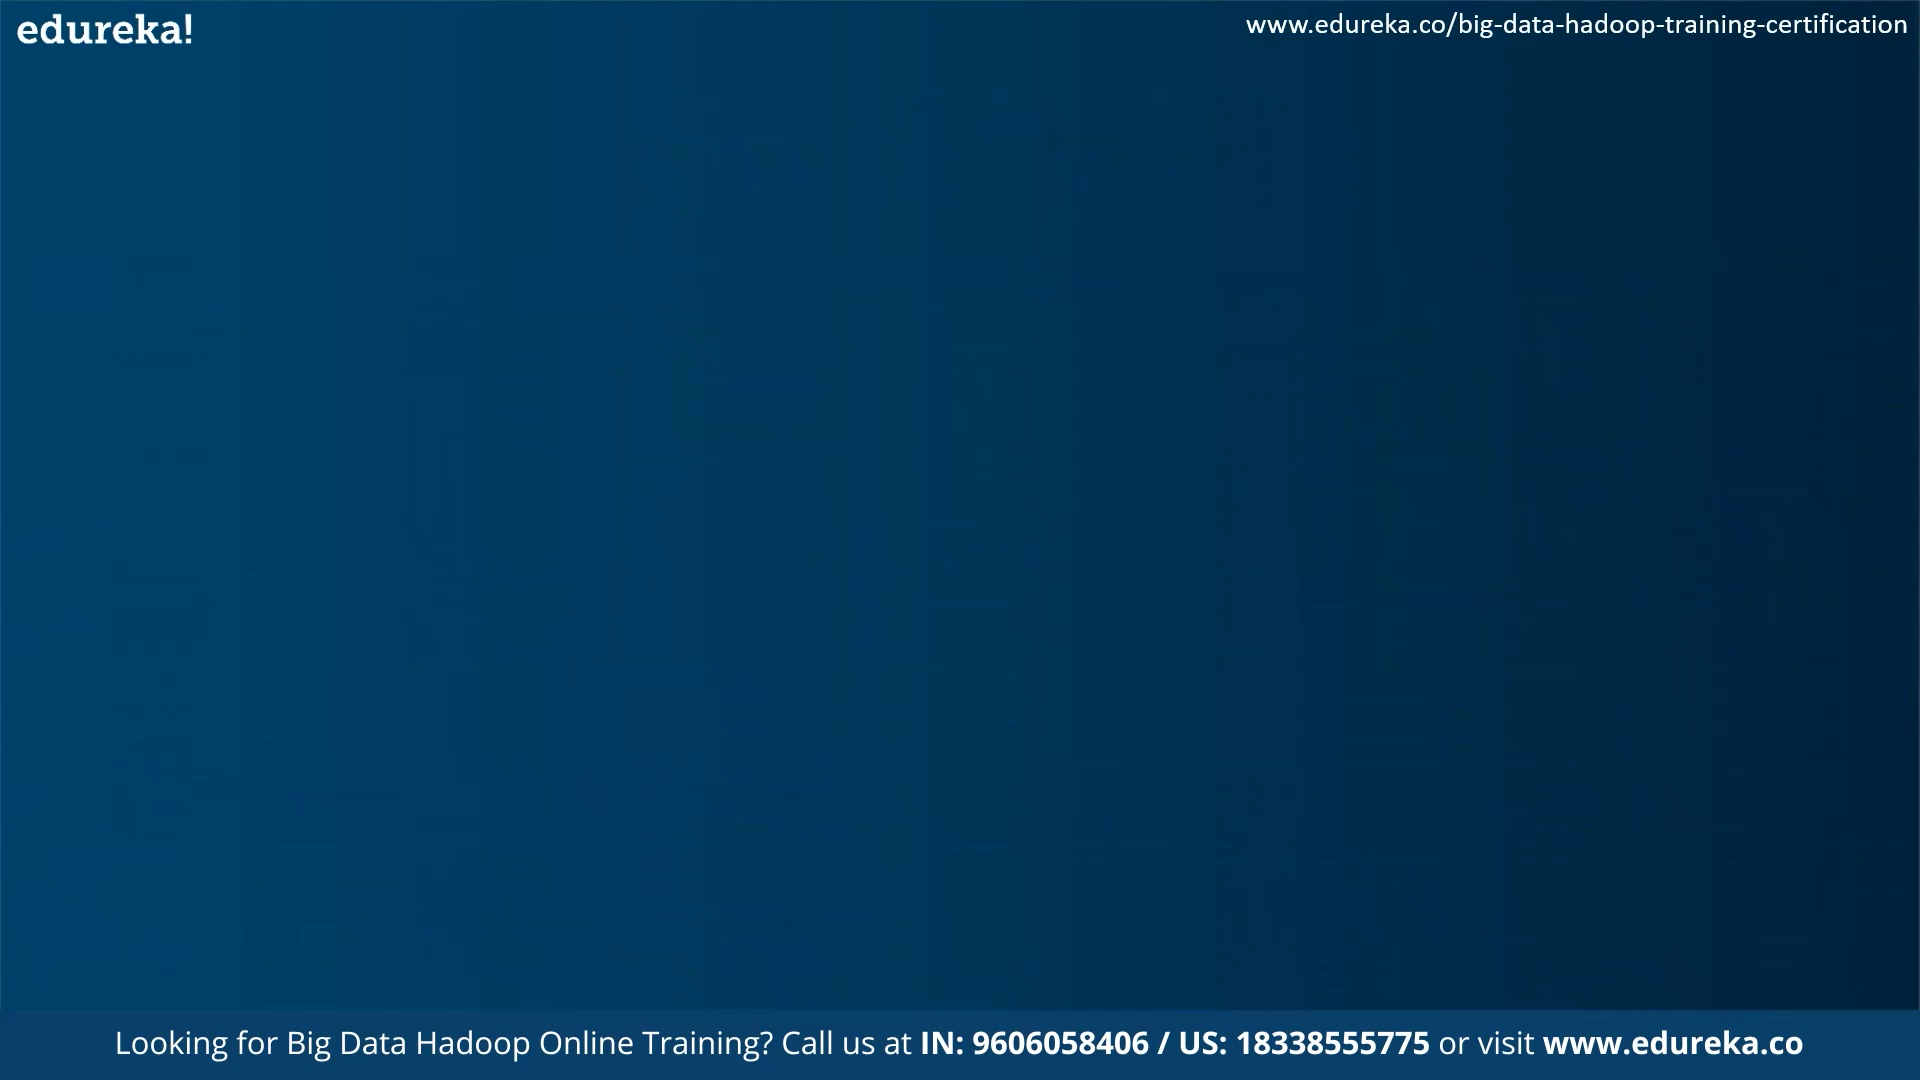 edureka!
www.edureka.co/big-data-hadoop-training-certification
Looking for Big Data Hadoop Online Training? Call us at IN: 9606058406 / US: 18338555775 or visit www.edureka.co